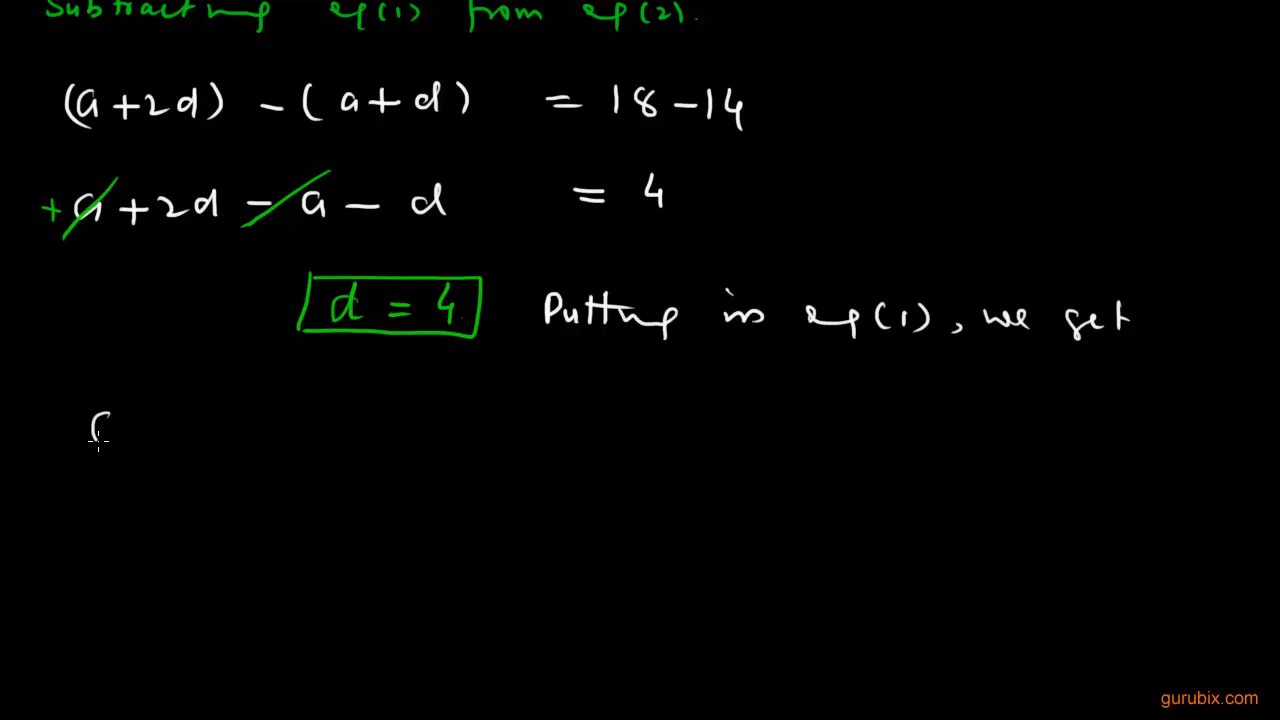 Subtracting eq(1) from eq(2).
(a+2d) - (a+d) = 18-14
+a+2d - a - d = 4
d = 4 Putting in eq(1), we get
gurubix.com